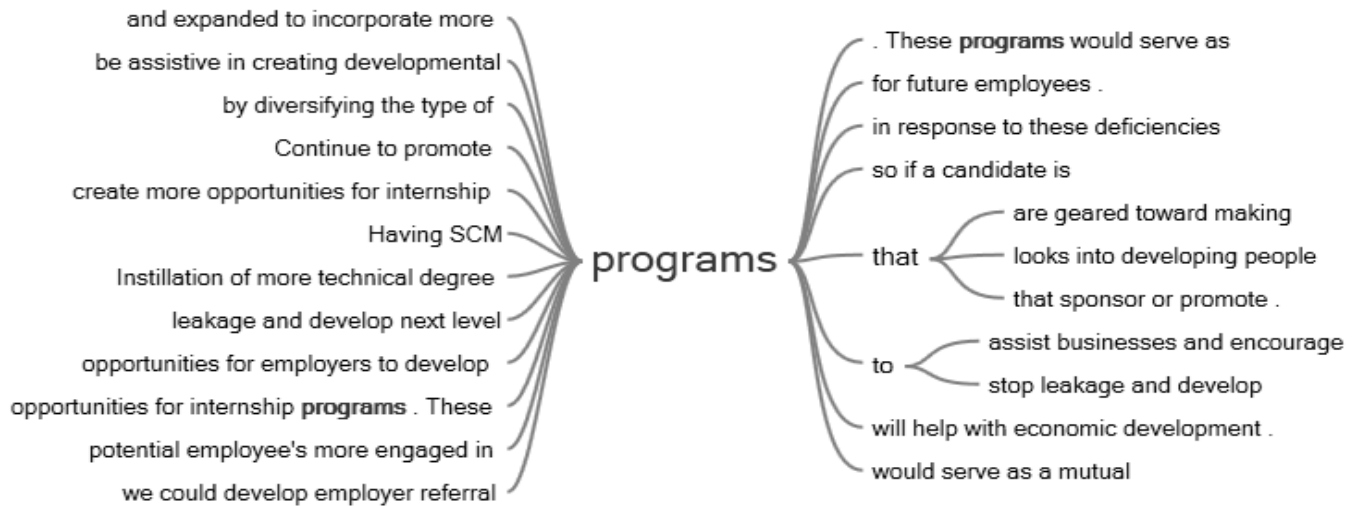 and expanded to incorporate more
be assistive in creating developmental
by diversifying the type of
Continue to promote
create more opportunities for internship
Having SCM
Instillation of more technical degree
leakage and develop next level
opportunities for employers to develop
opportunities for internship programs . These
potential employee's more engaged in
we could develop employer referral
programs
. These programs would serve as
for future employees .
in response to these deficiencies
so if a candidate is
that
are geared toward making
looks into developing people
that sponsor or promote .
to
assist businesses and encourage
stop leakage and develop
will help with economic development .
would serve as a mutual